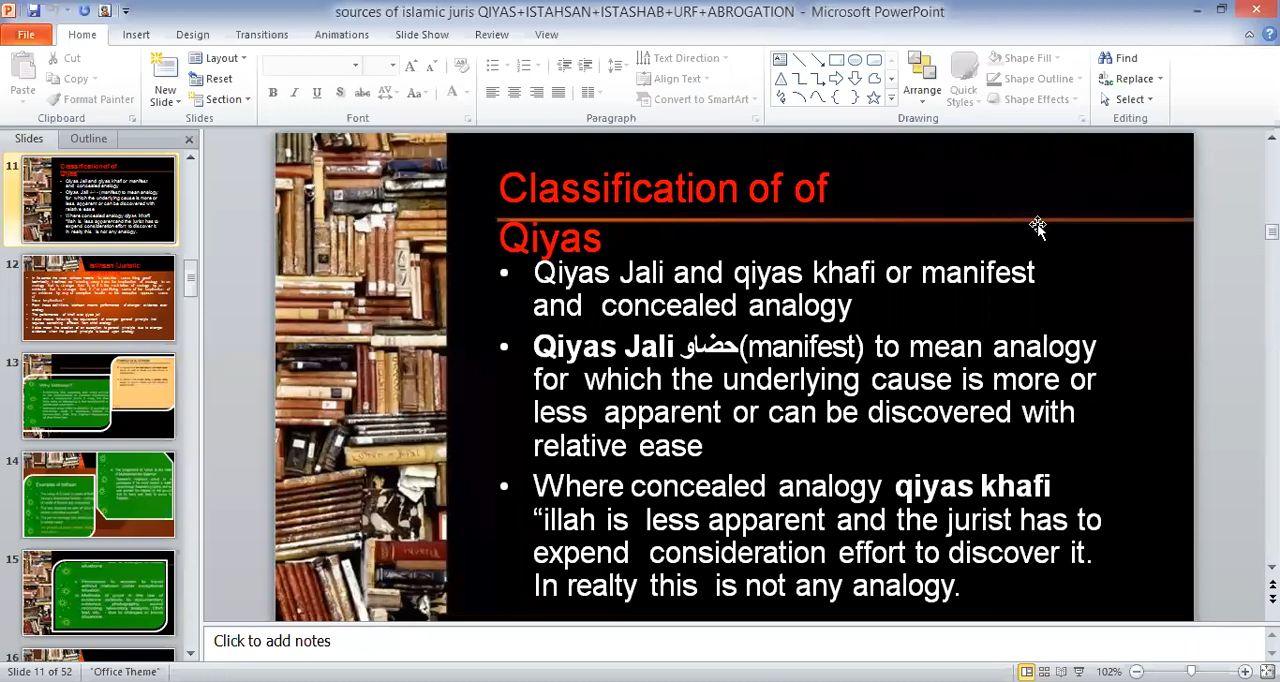 sources of islamic juris QIYAS+ISTAHSAN+ISTASHAB+URF+ABROGATION - Microsoft PowerPoint
File Home Insert Design Transitions Animations Slide Show Review View
Paste Cut Copy Format Painter Clipboard
New Slide Layout Reset Section Slides
Font
Text Direction Align Text Convert to SmartArt Paragraph
Arrange Quick Styles Shape Fill Shape Outline Shape Effects Drawing
Find Replace Select Editing
Slides Outline
11
12
13
14
15
16
Classification of of
Qiyas
• Qiyas Jali and qiyas khafi or manifest
and concealed analogy
• Qiyas Jali حضاو(manifest) to mean analogy
for which the underlying cause is more or
less apparent or can be discovered with
relative ease
• Where concealed analogy qiyas khafi
“illah is less apparent and the jurist has to
expend consideration effort to discover it.
In realty this is not any analogy.
Click to add notes
Slide 11 of 52 "Office Theme" 102%